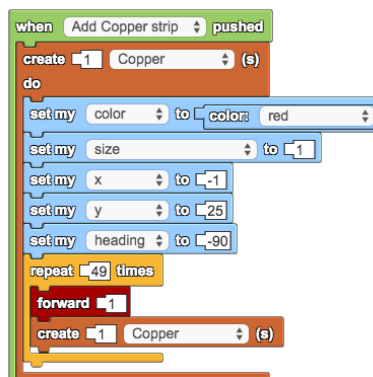 when Add Copper strip pushed
create 1 Copper (s)
do
set my color to color: red
set my size to 1
set my x to -1
set my y to 25
set my heading to -90
repeat 49 times
forward 1
create 1 Copper (s)